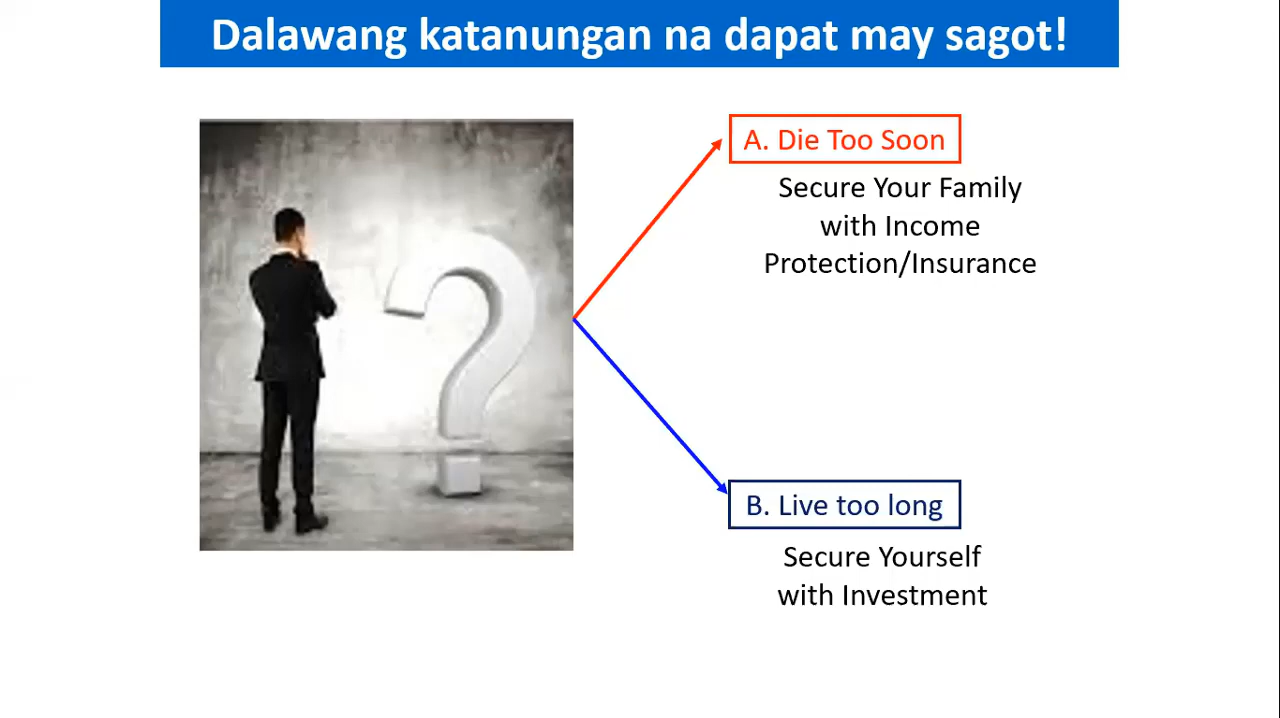 Dalawang katanungan na dapat may sagot!
A. Die Too Soon
Secure Your Family
with Income
Protection/Insurance
B. Live too long
Secure Yourself
with Investment